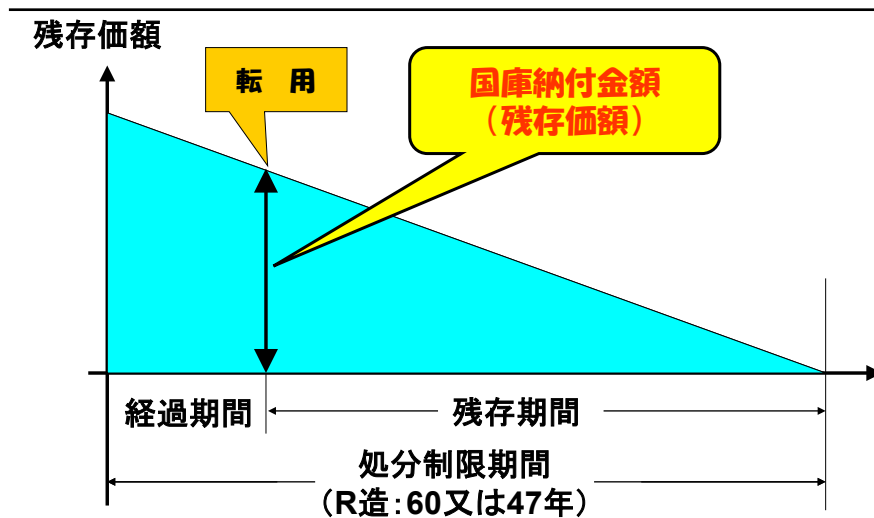 残存価額
転 用
国庫納付金額
（残存価額）
経過期間
残存期間
処分制限期間
（R造：60又は47年）